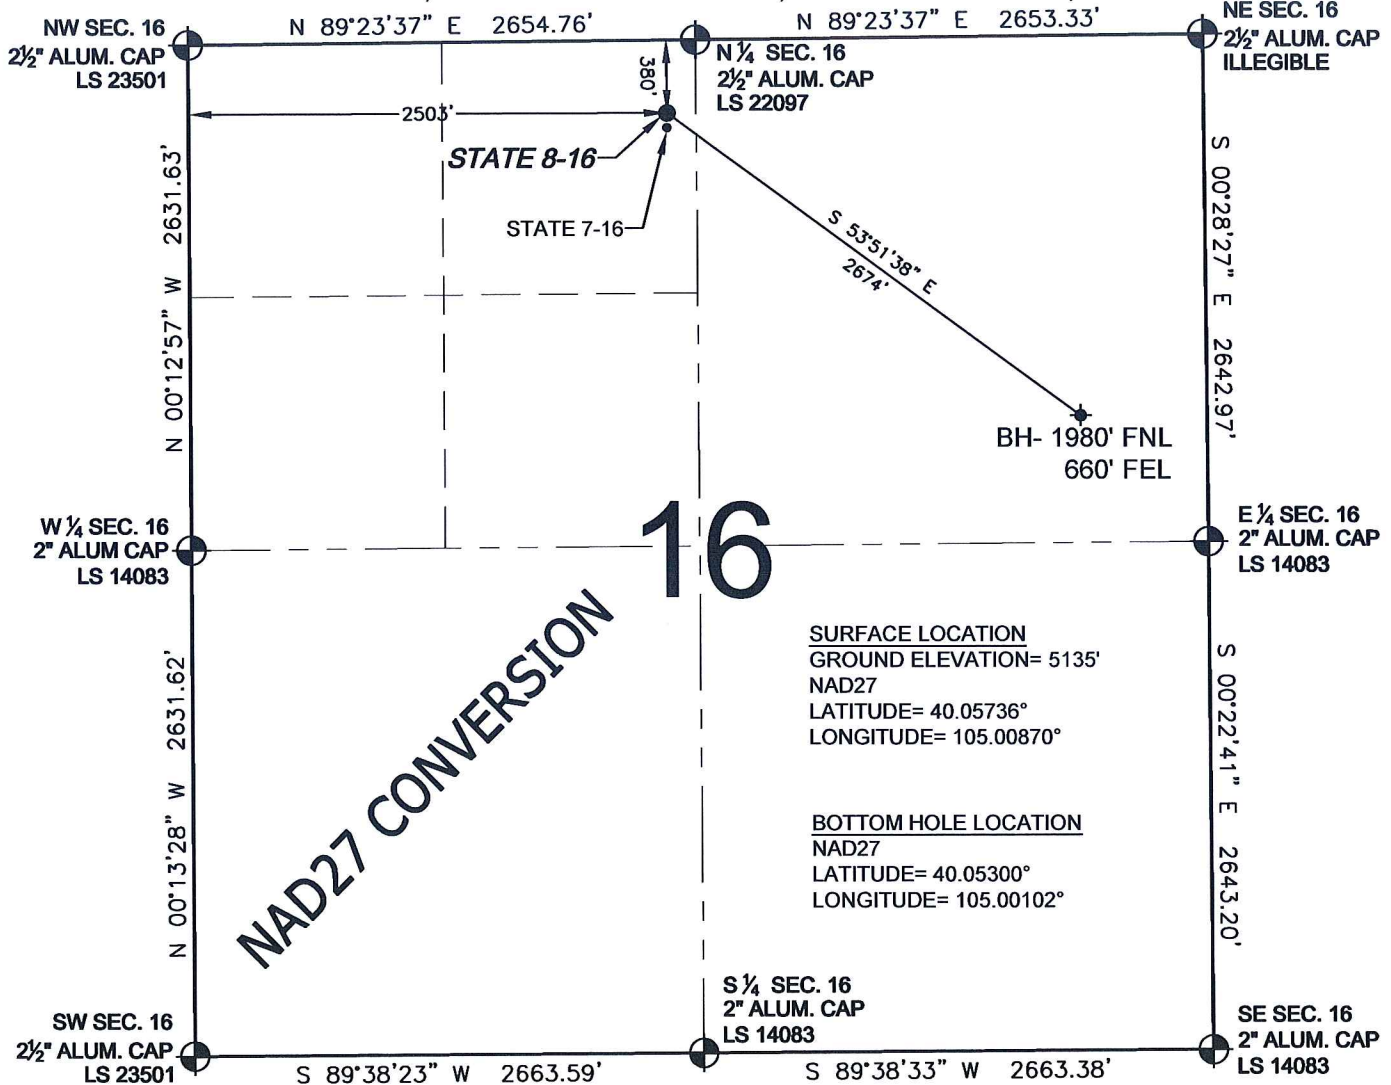 N 89°23'37" E 2654.76'
N 89°23'37" E 2653.33'
NW SEC. 16
2½" ALUM. CAP
LS 23501
N ¼ SEC. 16
2½" ALUM. CAP
LS 22097
NE SEC. 16
2½" ALUM. CAP
ILLEGIBLE
380'
2503'
STATE 8-16
STATE 7-16
N 00°12'57" W 2631.63'
S 53°51'38" E
2674'
S 00°28'27" E 2642.97'
BH- 1980' FNL
660' FEL
W ¼ SEC. 16
2" ALUM CAP
LS 14083
16
E ¼ SEC. 16
2" ALUM. CAP
LS 14083
NAD27 CONVERSION
SURFACE LOCATION
GROUND ELEVATION= 5135'
NAD27
LATITUDE= 40.05736°
LONGITUDE= 105.00870°
BOTTOM HOLE LOCATION
NAD27
LATITUDE= 40.05300°
LONGITUDE= 105.00102°
N 00°13'28" W 2631.62'
S 00°22'41" E 2643.20'
SW SEC. 16
2½" ALUM. CAP
LS 23501
S ¼ SEC. 16
2" ALUM. CAP
LS 14083
SE SEC. 16
2" ALUM. CAP
LS 14083
S 89°38'23" W 2663.59'
S 89°38'33" W 2663.38'